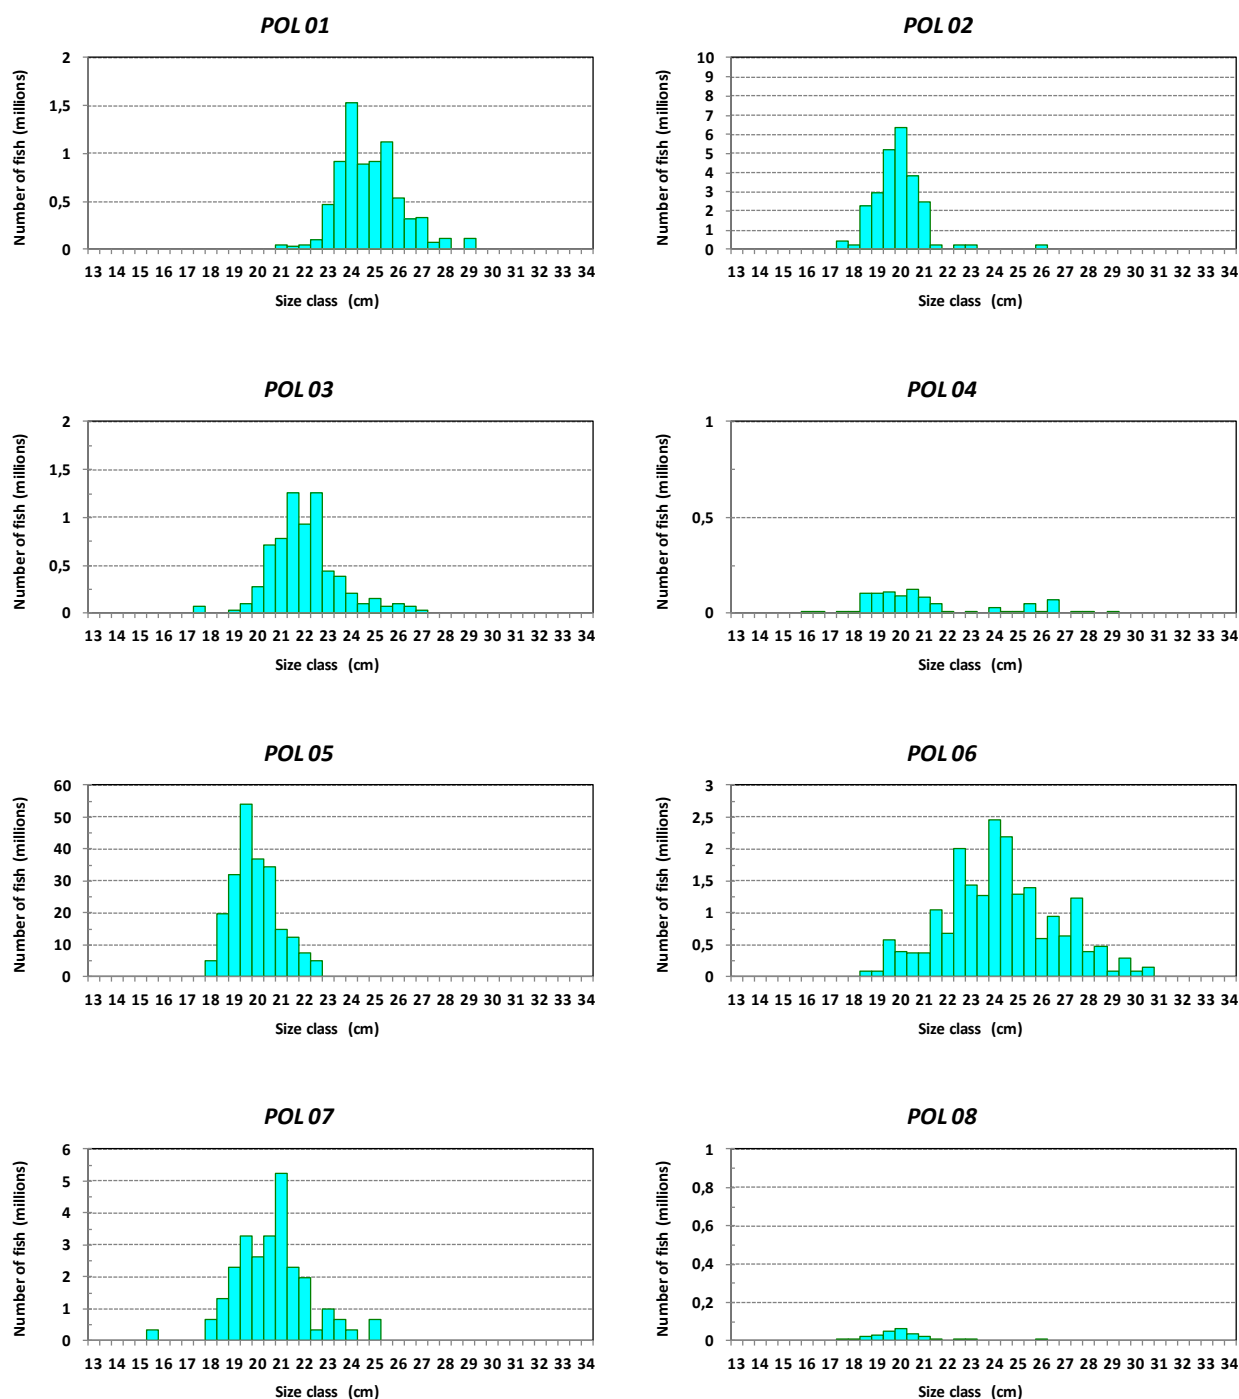 POL 01
Number of fish (millions)
2
1,5
1
0,5
0
13 14 15 16 17 18 19 20 21 22 23 24 25 26 27 28 29 30 31 32 33 34
Size class (cm)
POL 02
Number of fish (millions)
10
9
8
7
6
5
4
3
2
1
0
13 14 15 16 17 18 19 20 21 22 23 24 25 26 27 28 29 30 31 32 33 34
Size class (cm)
POL 03
Number of fish (millions)
2
1,5
1
0,5
0
13 14 15 16 17 18 19 20 21 22 23 24 25 26 27 28 29 30 31 32 33 34
Size class (cm)
POL 04
Number of fish (millions)
1
0,5
0
13 14 15 16 17 18 19 20 21 22 23 24 25 26 27 28 29 30 31 32 33 34
Size class (cm)
POL 05
Number of fish (millions)
60
50
40
30
20
10
0
13 14 15 16 17 18 19 20 21 22 23 24 25 26 27 28 29 30 31 32 33 34
Size class (cm)
POL 06
Number of fish (millions)
3
2,5
2
1,5
1
0,5
0
13 14 15 16 17 18 19 20 21 22 23 24 25 26 27 28 29 30 31 32 33 34
Size class (cm)
POL 07
Number of fish (millions)
6
5
4
3
2
1
0
13 14 15 16 17 18 19 20 21 22 23 24 25 26 27 28 29 30 31 32 33 34
Size class (cm)
POL 08
Number of fish (millions)
1
0,8
0,6
0,4
0,2
0
13 14 15 16 17 18 19 20 21 22 23 24 25 26 27 28 29 30 31 32 33 34
Size class (cm)